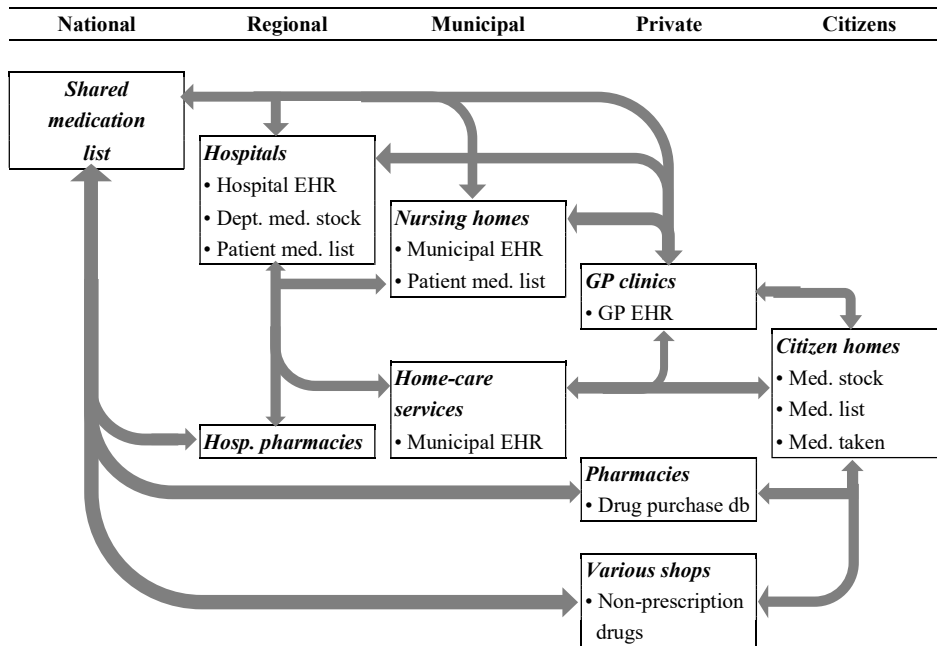 National Regional Municipal Private Citizens
Shared
medication
list
Hospitals
• Hospital EHR
• Dept. med. stock
• Patient med. list
Nursing homes
• Municipal EHR
• Patient med. list
GP clinics
• GP EHR
Citizen homes
• Med. stock
• Med. list
• Med. taken
Home-care
services
• Municipal EHR
Hosp. pharmacies
Pharmacies
• Drug purchase db
Various shops
• Non-prescription
drugs